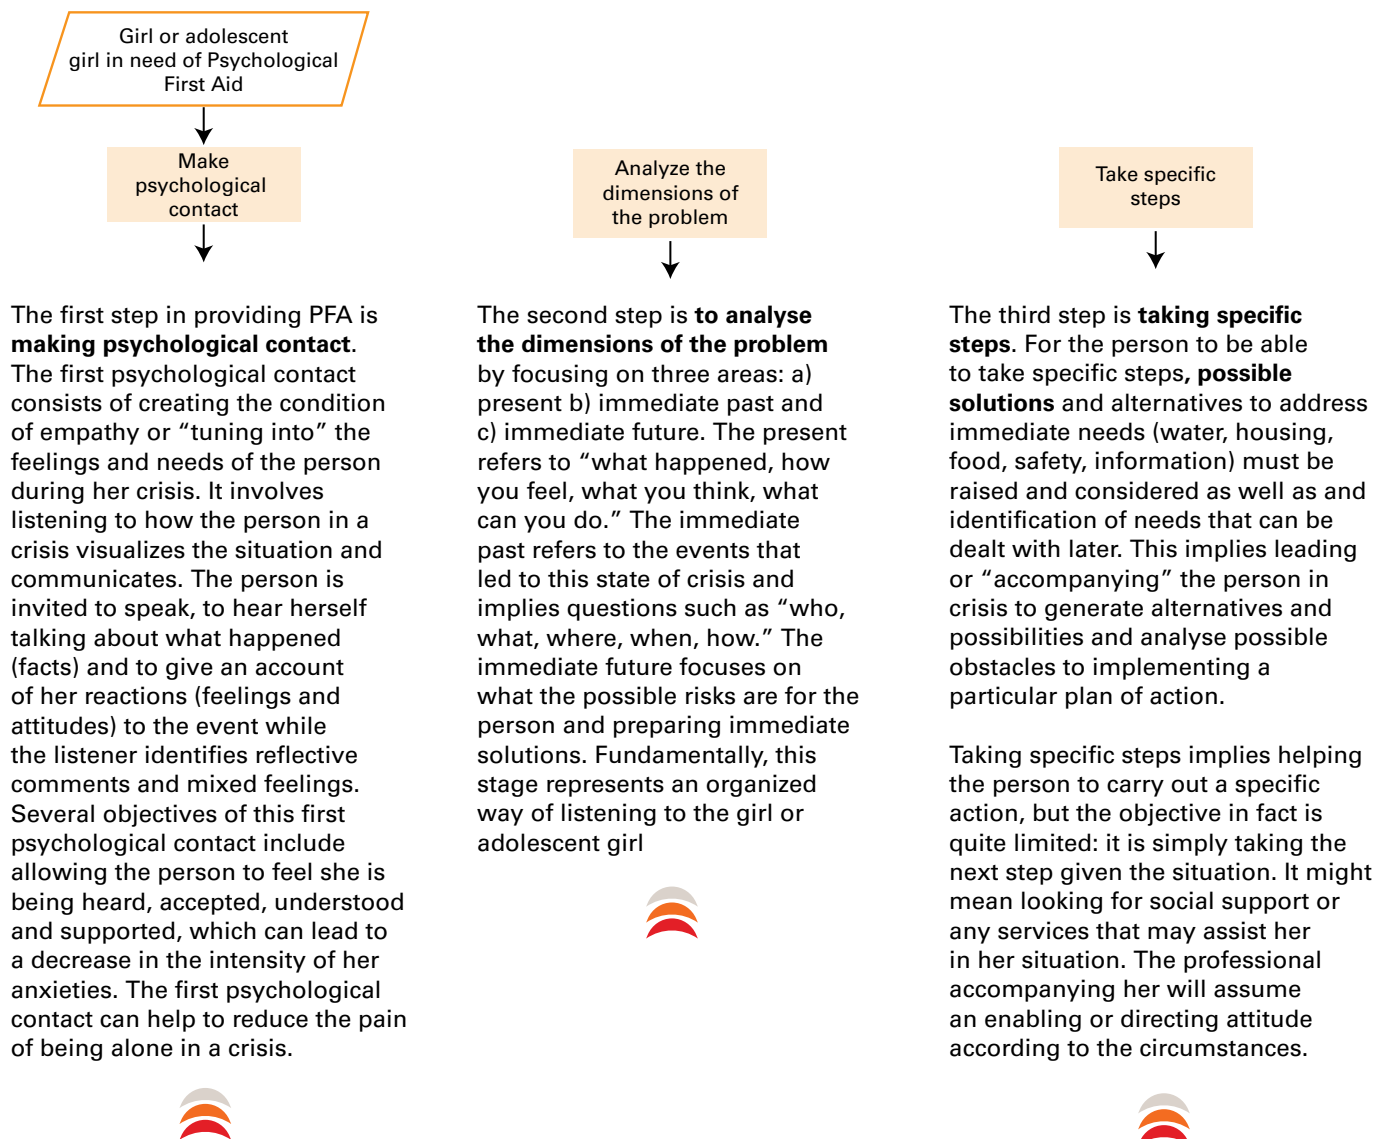 Girl or adolescent
girl in need of Psychological
First Aid
Make
psychological
contact
The first step in providing PFA is
making psychological contact.
The first psychological contact
consists of creating the condition
of empathy or “tuning into” the
feelings and needs of the person
during her crisis. It involves
listening to how the person in a
crisis visualizes the situation and
communicates. The person is
invited to speak, to hear herself
talking about what happened
(facts) and to give an account
of her reactions (feelings and
attitudes) to the event while
the listener identifies reflective
comments and mixed feelings.
Several objectives of this first
psychological contact include
allowing the person to feel she is
being heard, accepted, understood
and supported, which can lead to
a decrease in the intensity of her
anxieties. The first psychological
contact can help to reduce the pain
of being alone in a crisis.
Analyze the
dimensions of
the problem
The second step is to analyse
the dimensions of the problem
by focusing on three areas: a)
present b) immediate past and
c) immediate future. The present
refers to “what happened, how
you feel, what you think, what
can you do.” The immediate
past refers to the events that
led to this state of crisis and
implies questions such as “who,
what, where, when, how.” The
immediate future focuses on
what the possible risks are for the
person and preparing immediate
solutions. Fundamentally, this
stage represents an organized
way of listening to the girl or
adolescent girl
Take specific
steps
The third step is taking specific
steps. For the person to be able
to take specific steps, possible
solutions and alternatives to address
immediate needs (water, housing,
food, safety, information) must be
raised and considered as well as and
identification of needs that can be
dealt with later. This implies leading
or “accompanying” the person in
crisis to generate alternatives and
possibilities and analyse possible
obstacles to implementing a
particular plan of action.
Taking specific steps implies helping
the person to carry out a specific
action, but the objective in fact is
quite limited: it is simply taking the
next step given the situation. It might
mean looking for social support or
any services that may assist her
in her situation. The professional
accompanying her will assume
an enabling or directing attitude
according to the circumstances.